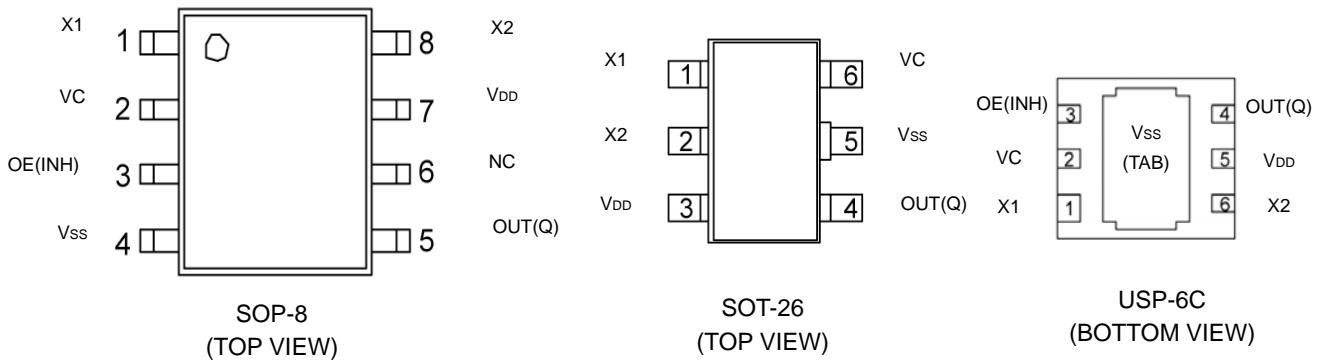 X1 1 8 X2
VC 2 7 VDD
OE(INH) 3 6 NC
VSS 4 5 OUT(Q)
SOP-8
(TOP VIEW)
X1 1 6 VC
X2 2 5 VSS
VDD 3 4 OUT(Q)
SOT-26
(TOP VIEW)
OE(INH) 3 4 OUT(Q)
VC 2 5 VDD
X1 1 6 X2
VSS
(TAB)
USP-6C
(BOTTOM VIEW)